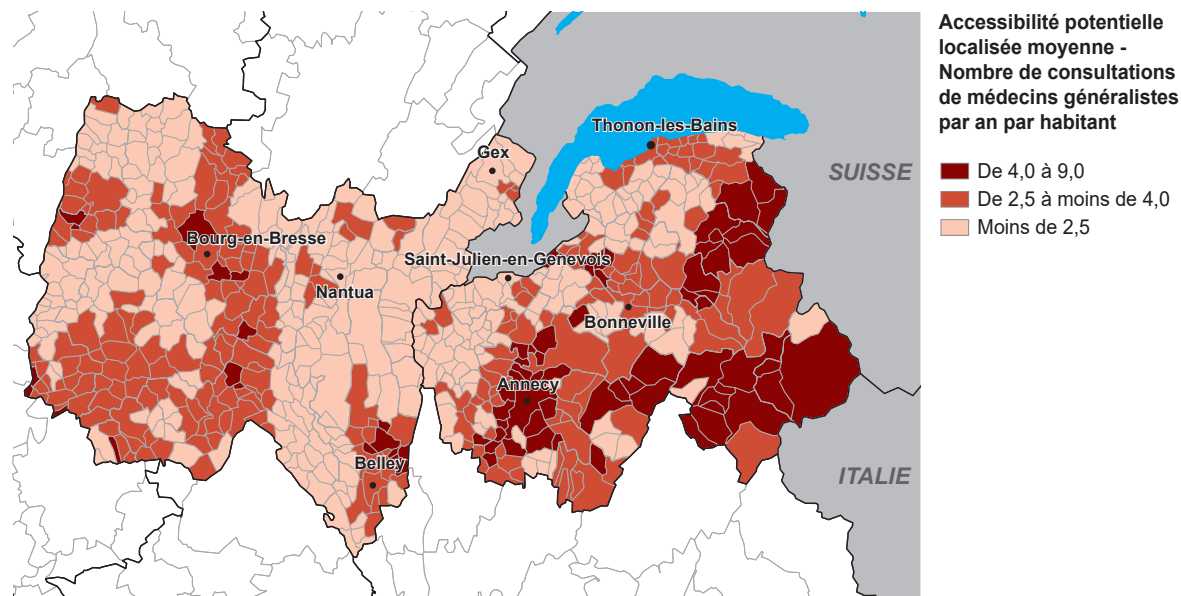 Accessibilité potentielle
localisée moyenne -
Nombre de consultations
de médecins généralistes
par an par habitant
De 4,0 à 9,0
De 2,5 à moins de 4,0
Moins de 2,5
Thonon-les-Bains
Gex
SUISSE
Bourg-en-Bresse
Saint-Julien-en-Genevois
Nantua
Bonneville
Annecy
Belley
ITALIE